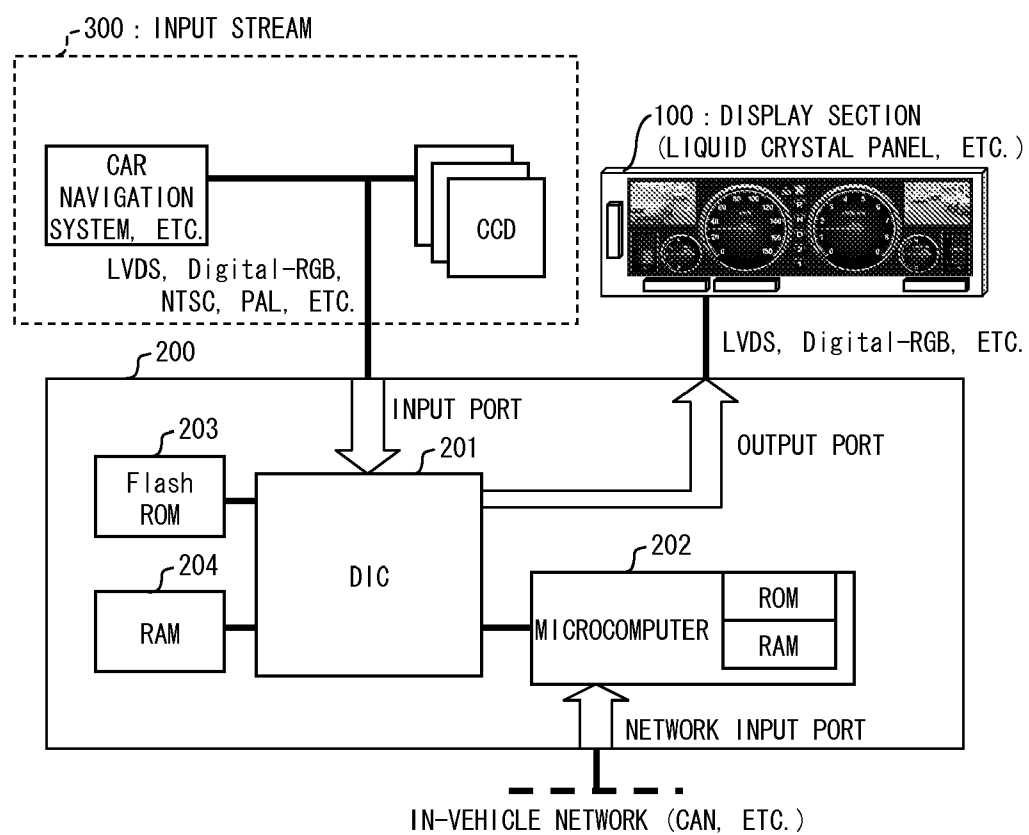 300 : INPUT STREAM
100 : DISPLAY SECTION
(LIQUID CRYSTAL PANEL, ETC.)
CAR
NAVIGATION
SYSTEM, ETC.
CCD
LVDS, Digital-RGB,
NTSC, PAL, ETC.
LVDS, Digital-RGB, ETC.
200
INPUT PORT
OUTPUT PORT
203
201
Flash
ROM
DIC
202
204
RAM
MICROCOMPUTER
ROM
RAM
NETWORK INPUT PORT
IN-VEHICLE NETWORK (CAN, ETC.)